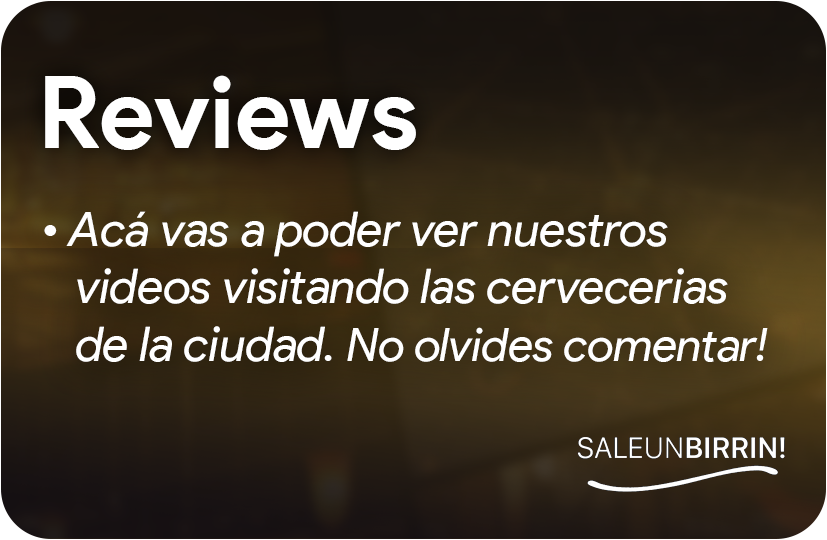 Reviews
• Acá vas a poder ver nuestros
videos visitando las cervecerias
de la ciudad. No olvides comentar!
SALEUNBIRRIN!